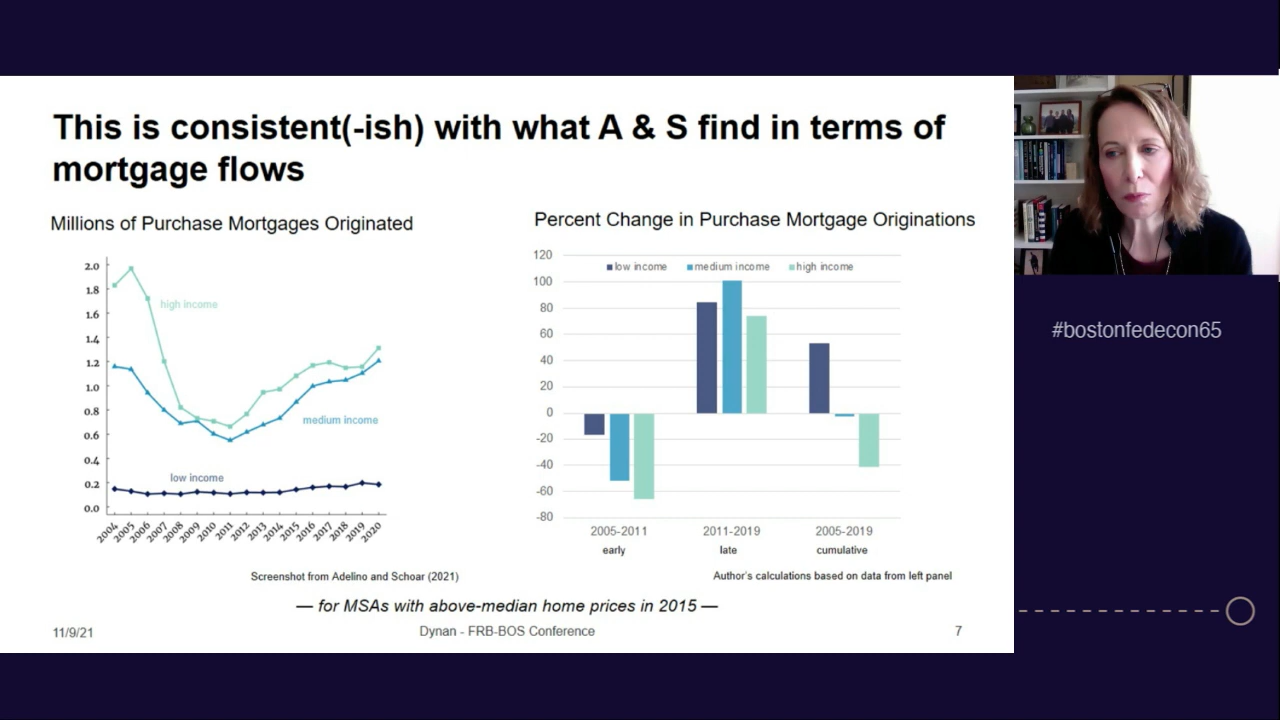 This is consistent(-ish) with what A & S find in terms of
mortgage flows
Millions of Purchase Mortgages Originated
2.0
1.8
1.6
1.4
1.2
1.0
0.8
0.6
0.4
0.2
0.0
high income
medium income
low income
2004
2005
2006
2007
2008
2009
2010
2011
2012
2013
2014
2015
2016
2017
2018
2019
2020
Screenshot from Adelino and Schoar (2021)
Percent Change in Purchase Mortgage Originations
low income medium income high income
120
100
80
60
40
20
0
-20
-40
-60
-80
2005-2011 2011-2019 2005-2019
early late cumulative
Author's calculations based on data from left panel
— for MSAs with above-median home prices in 2015 —
11/9/21 Dynan - FRB-BOS Conference 7
#bostonfedecon65